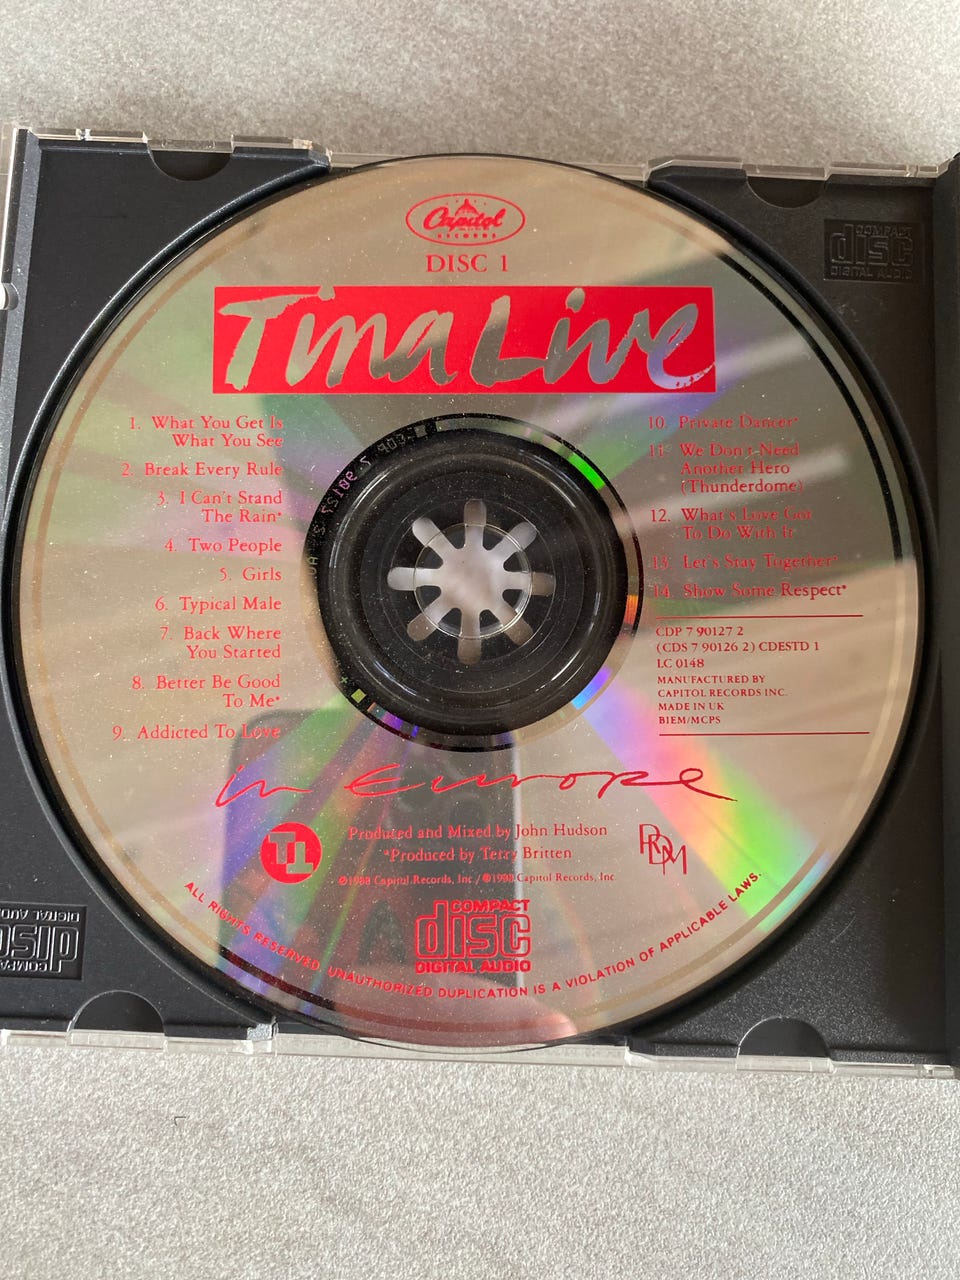 Capitol
RECORDS
DISC 1
Tina Live
1. What You Get Is
What You See
2. Break Every Rule
3. I Can't Stand
The Rain*
4. Two People
5. Girls
6. Typical Male
7. Back Where
You Started
8. Better Be Good
To Me*
9. Addicted To Love
10. Private Dancer*
11. We Don't Need
Another Hero
(Thunderdome)
12. What's Love Got
To Do With It
13. Let's Stay Together*
14. Show Some Respect*
CDP 7 90127 2
(CDS 7 90126 2) CDESTD 1
LC 0148
MANUFACTURED BY
CAPITOL RECORDS INC.
MADE IN UK
BIEM/MCPS
in Europe
Produced and Mixed by John Hudson
*Produced by Terry Britten
℗1988 Capitol Records, Inc./©1988 Capitol Records, Inc.
COMPACT
disc
DIGITAL AUDIO
ALL RIGHTS RESERVED. UNAUTHORIZED DUPLICATION IS A VIOLATION OF APPLICABLE LAWS.
COMPACT
disc
DIGITAL AUDIO
COMPACT
disc
DIGITAL AUDIO